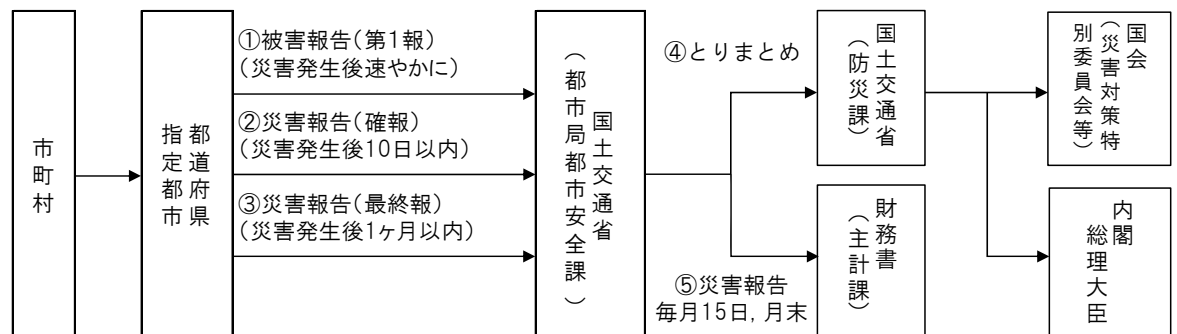 市町村
都道府県
指定都市
①被害報告(第1報)
(災害発生後速やかに)
②災害報告(確報)
(災害発生後10日以内)
③災害報告(最終報)
(災害発生後1ヶ月以内)
国土交通省
(都市局都市安全課)
④とりまとめ
⑤災害報告
毎月15日,月末
国土交通省
(防災課)
財務書
(主計課)
国会
(災害対策特
別委員会等)
内閣
総理大臣